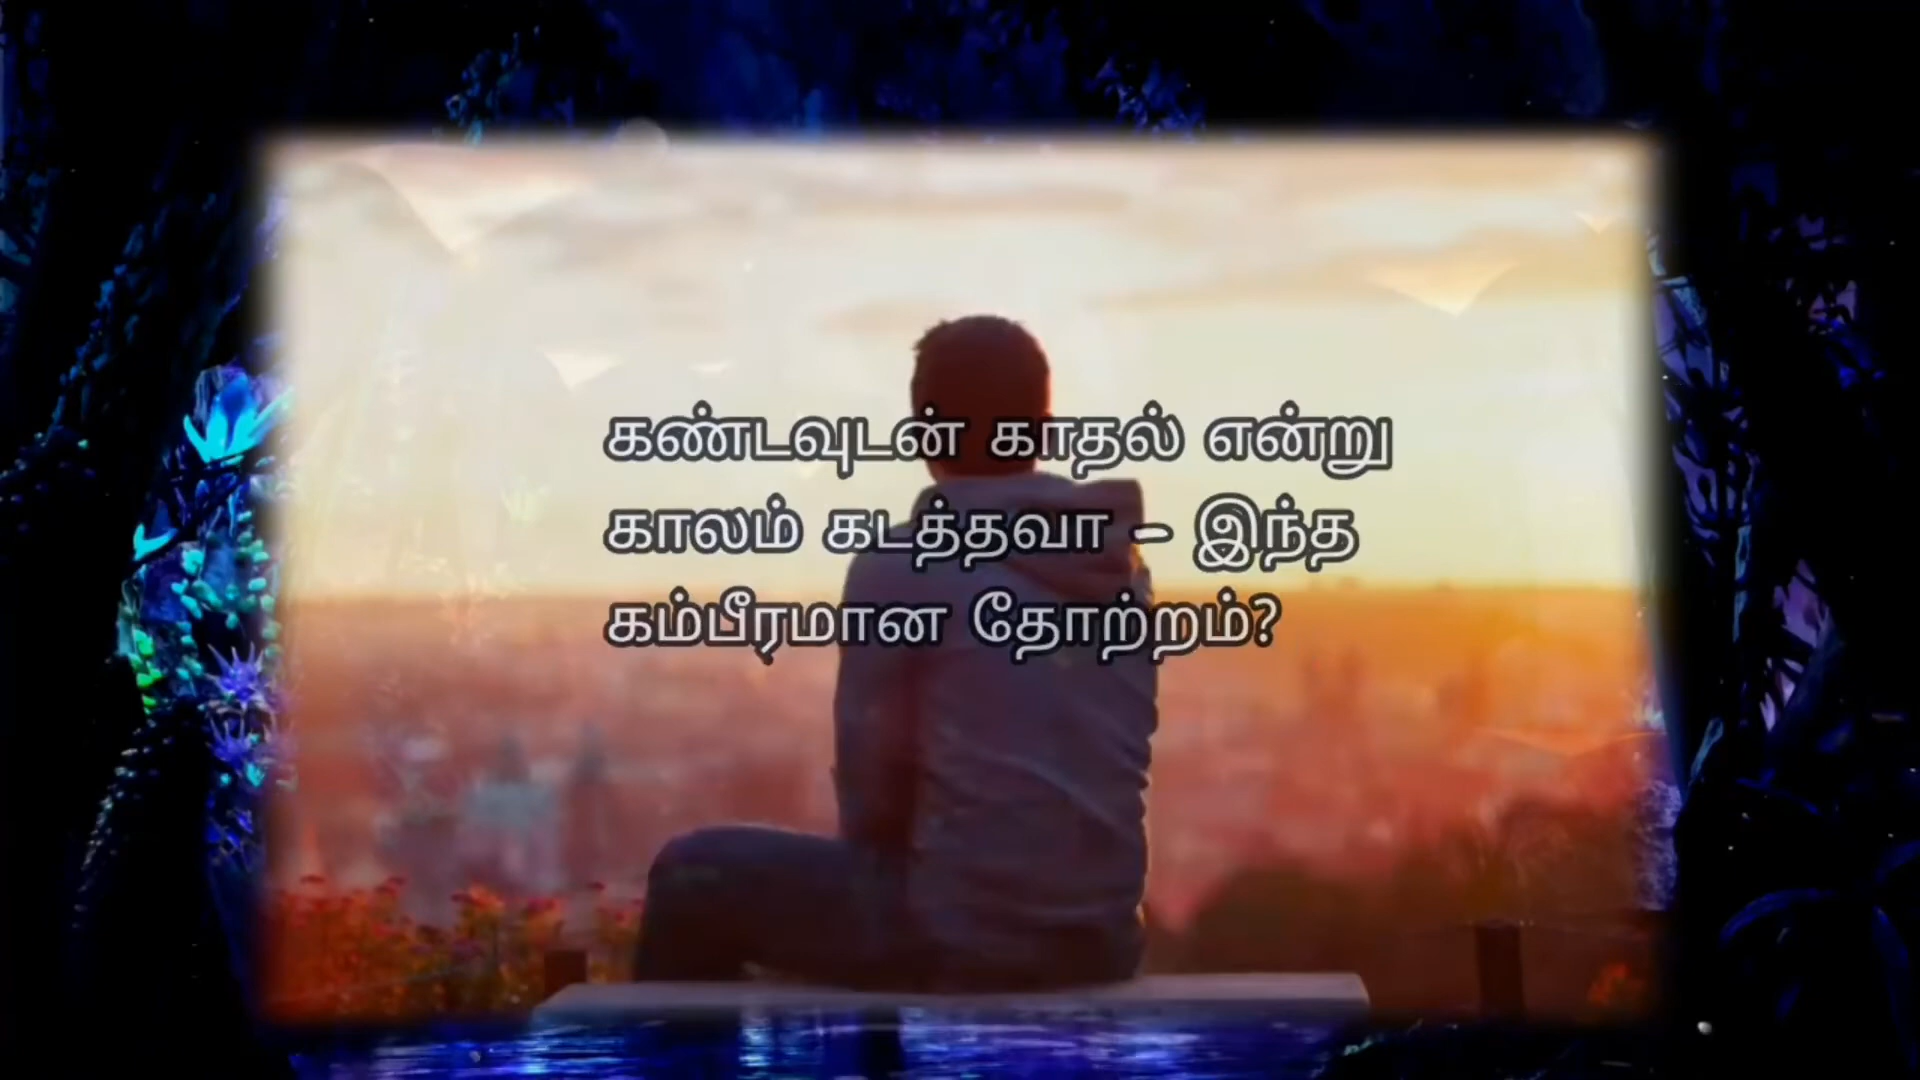 கண்டவுடன் காதல் என்று
காலம் கடத்தவா - இந்த
கம்பீரமான தோற்றம்?